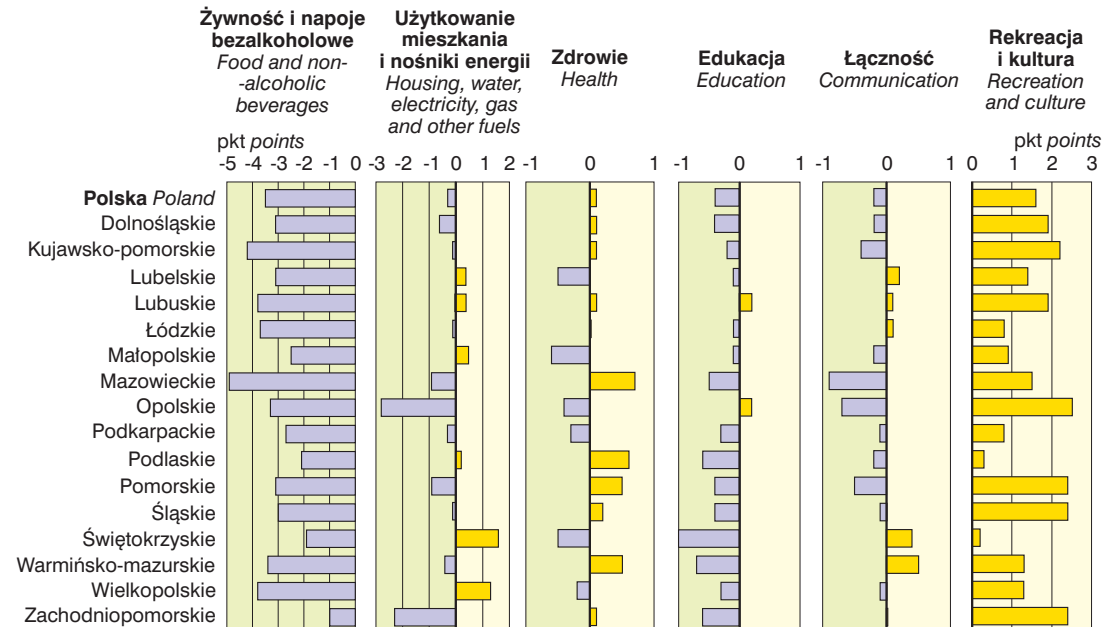 Żywność i napoje
bezalkoholowe
Food and non-
-alcoholic
beverages
Użytkowanie
mieszkania
i nośniki energii
Housing, water,
electricity, gas
and other fuels
Zdrowie
Health
Edukacja
Education
Łączność
Communication
Rekreacja
i kultura
Recreation
and culture
pkt points
pkt points
-5 -4 -3 -2 -1 0
-3 -2 -1 0 1 2
-1 0 1
-1 0 1
-1 0 1
0 1 2 3
Polska Poland
Dolnośląskie
Kujawsko-pomorskie
Lubelskie
Lubuskie
Łódzkie
Małopolskie
Mazowieckie
Opolskie
Podkarpackie
Podlaskie
Pomorskie
Śląskie
Świętokrzyskie
Warmińsko-mazurskie
Wielkopolskie
Zachodniopomorskie